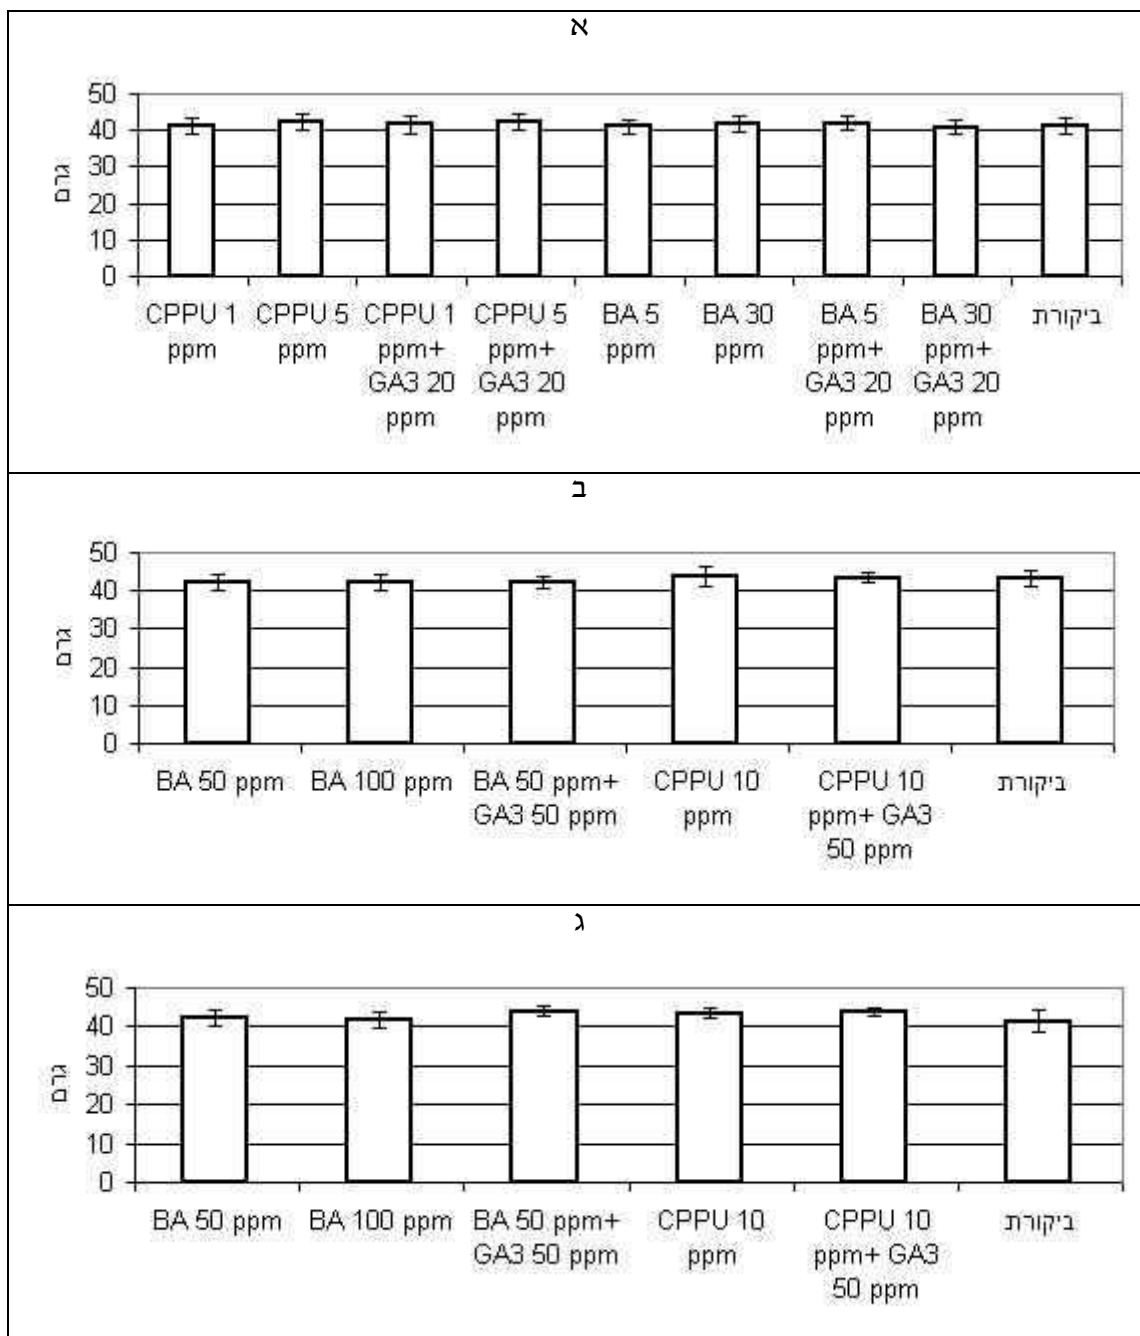 א
50
40
30
20
10
0
גרם
CPPU 1 CPPU 5 CPPU 1 CPPU 5 BA 5 BA 30 BA 5 BA 30 ביקורת
ppm ppm ppm+ ppm+ ppm ppm ppm+ ppm+
GA3 20 GA3 20 GA3 20 GA3 20
ppm ppm ppm ppm
ב
50
40
30
20
10
0
גרם
BA 50 ppm BA 100 ppm BA 50 ppm+ CPPU 10 CPPU 10 ביקורת
GA3 50 ppm ppm ppm+ GA3
50 ppm
ג
50
40
30
20
10
0
גרם
BA 50 ppm BA 100 ppm BA 50 ppm+ CPPU 10 CPPU 10 ביקורת
GA3 50 ppm ppm ppm+ GA3
50 ppm